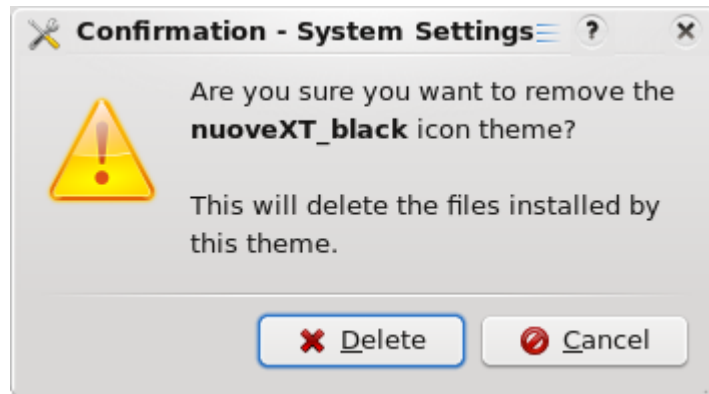 Confirmation - System Settings ?
Are you sure you want to remove the
nuoveXT_black icon theme?
This will delete the files installed by
this theme.
Delete Cancel